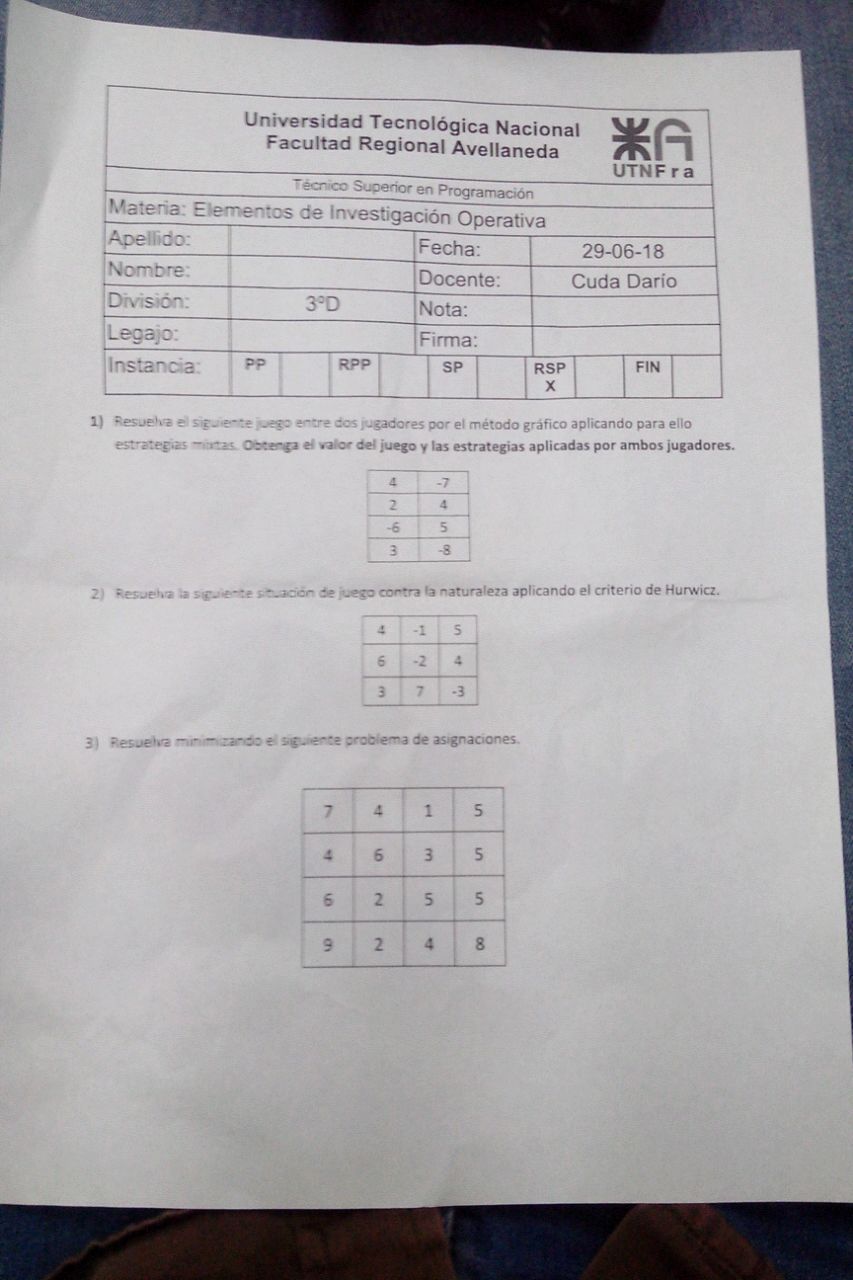 Universidad Tecnológica Nacional
Facultad Regional Avellaneda
UTNFra
Técnico Superior en Programación
Materia: Elementos de Investigación Operativa
Apellido: Fecha: 29-06-18
Nombre: Docente: Cuda Darío
División: 3ºD Nota:
Legajo: Firma:
Instancia: PP RPP SP RSP FIN
X
1) Resuelva el siguiente juego entre dos jugadores por el método gráfico aplicando para ello
estrategias mixtas. Obtenga el valor del juego y las estrategias aplicadas por ambos jugadores.
4 -7
2 4
-6 5
3 -8
2) Resuelva la siguiente situación de juego contra la naturaleza aplicando el criterio de Hurwicz.
4 -1 5
6 -2 4
3 7 -3
3) Resuelva minimizando el siguiente problema de asignaciones.
7 4 1 5
4 6 3 5
6 2 5 5
9 2 4 8